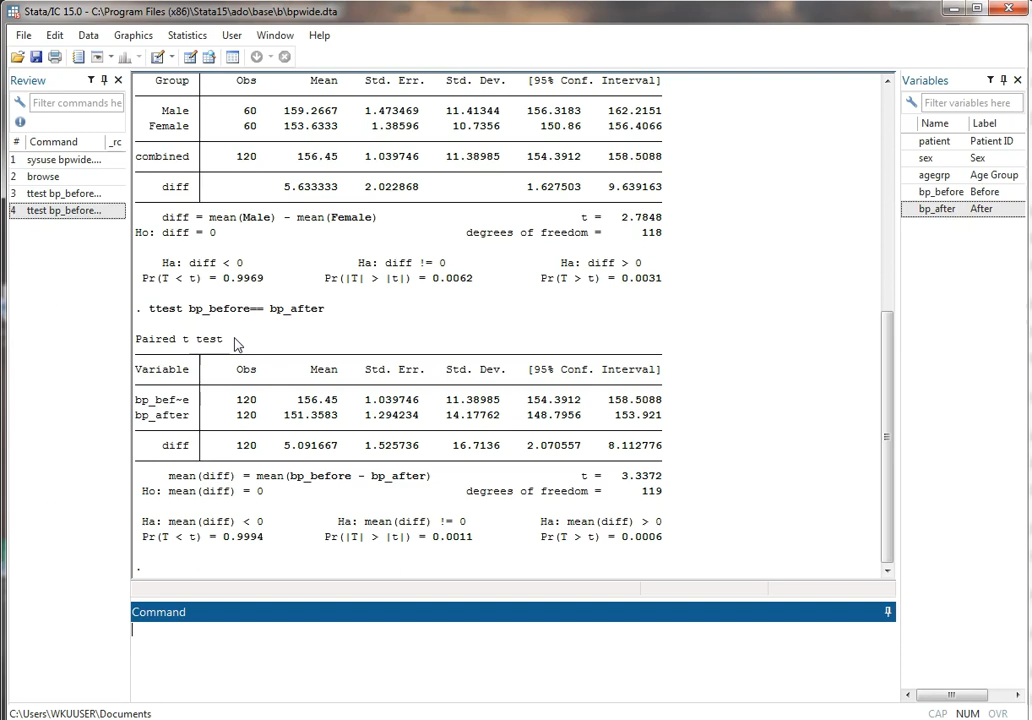 Stata/IC 15.0 - C:\Program Files (x86)\Stata15\ado\base\b\bpwide.dta
File Edit Data Graphics Statistics User Window Help
Review
Filter commands he
# Command _rc
1 sysuse bpwide....
2 browse
3 ttest bp_before...
4 ttest bp_before...
Group Obs Mean Std. Err. Std. Dev. [95% Conf. Interval]
Male 60 159.2667 1.473469 11.41344 156.3183 162.2151
Female 60 153.6333 1.38596 10.7356 150.86 156.4066
combined 120 156.45 1.039746 11.38985 154.3912 158.5088
diff 5.633333 2.022868 1.627503 9.639163
diff = mean(Male) - mean(Female) t = 2.7848
Ho: diff = 0 degrees of freedom = 118
Ha: diff < 0 Ha: diff != 0 Ha: diff > 0
Pr(T < t) = 0.9969 Pr(|T| > |t|) = 0.0062 Pr(T > t) = 0.0031
. ttest bp_before== bp_after
Paired t test
Variable Obs Mean Std. Err. Std. Dev. [95% Conf. Interval]
bp_bef~e 120 156.45 1.039746 11.38985 154.3912 158.5088
bp_after 120 151.3583 1.294234 14.17762 148.7956 153.921
diff 120 5.091667 1.525736 16.7136 2.070557 8.112776
mean(diff) = mean(bp_before - bp_after) t = 3.3372
Ho: mean(diff) = 0 degrees of freedom = 119
Ha: mean(diff) < 0 Ha: mean(diff) != 0 Ha: mean(diff) > 0
Pr(T < t) = 0.9994 Pr(|T| > |t|) = 0.0011 Pr(T > t) = 0.0006
.
Command
Variables
Filter variables here
Name Label
patient Patient ID
sex Sex
agegrp Age Group
bp_before Before
bp_after After
C:\Users\WKUUSER\Documents
CAP NUM OVR